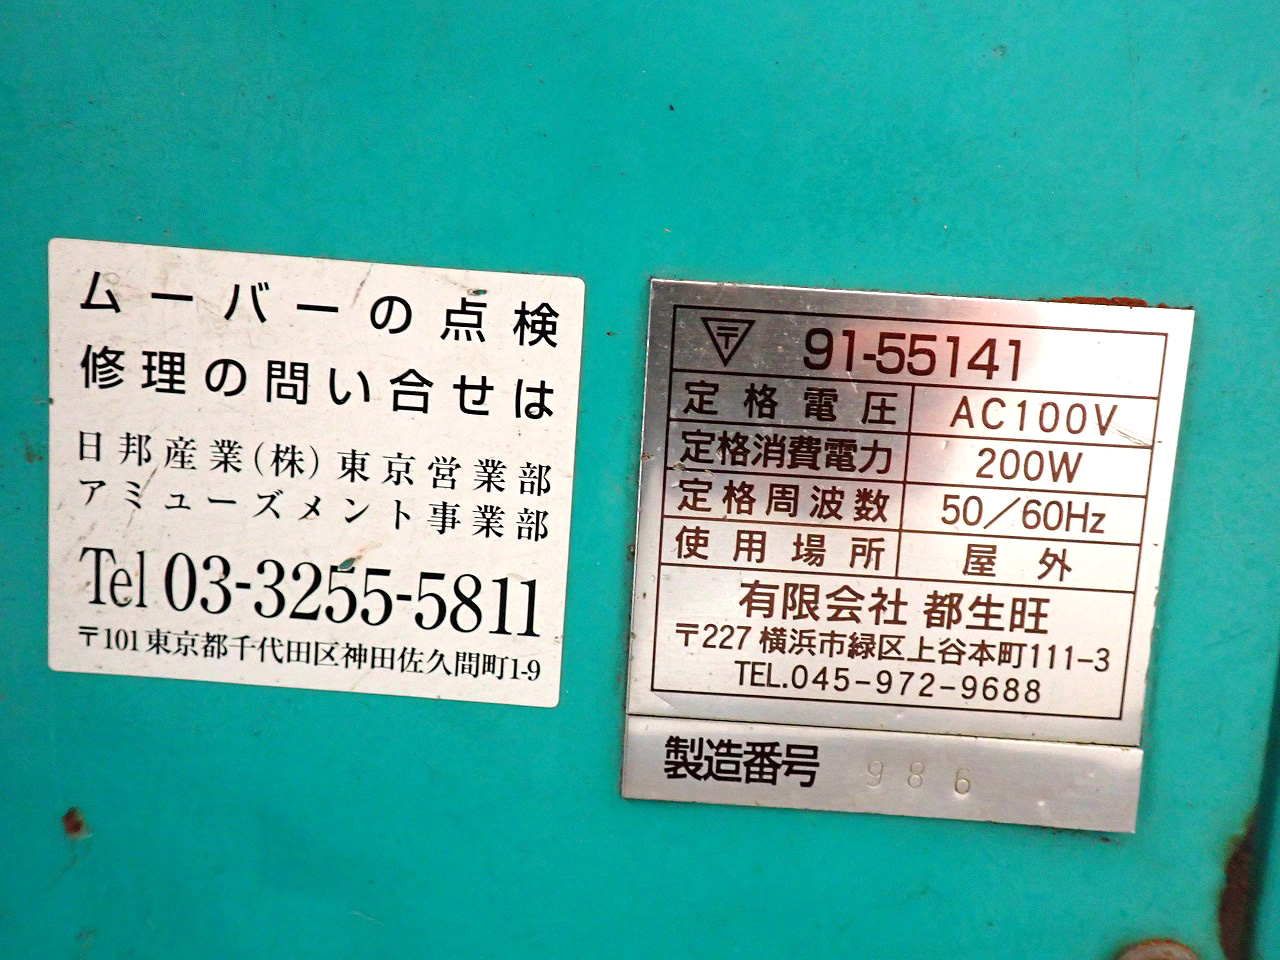 ムーバーの点検
修理の問い合せは
日邦産業(株)東京営業部
アミューズメント事業部
Tel 03-3255-5811
〒101 東京都千代田区神田佐久間町1-9
〒 91-55141
定格電圧 AC100V
定格消費電力 200W
定格周波数 50/60Hz
使用場所 屋外
有限会社 都生旺
〒227 横浜市緑区上谷本町111-3
TEL.045-972-9688
製造番号 986